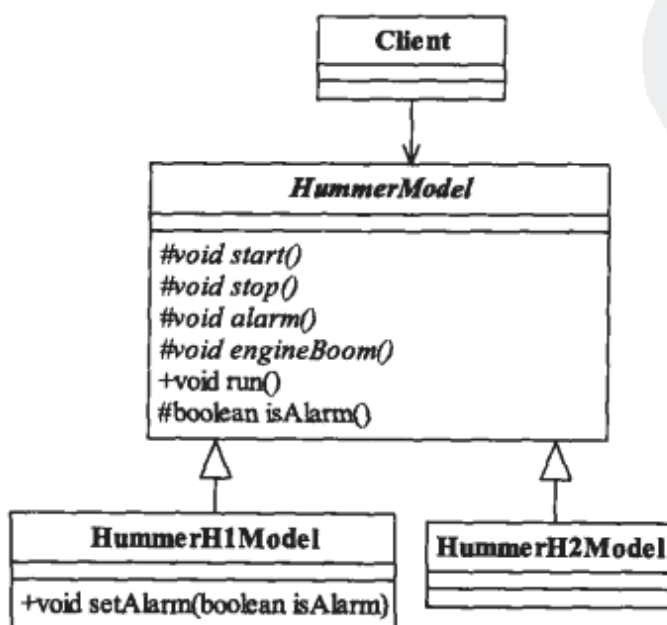 Client
HummerModel
#void start()
#void stop()
#void alarm()
#void engineBoom()
+void run()
#boolean isAlarm()
HummerH1Model
+void setAlarm(boolean isAlarm)
HummerH2Model